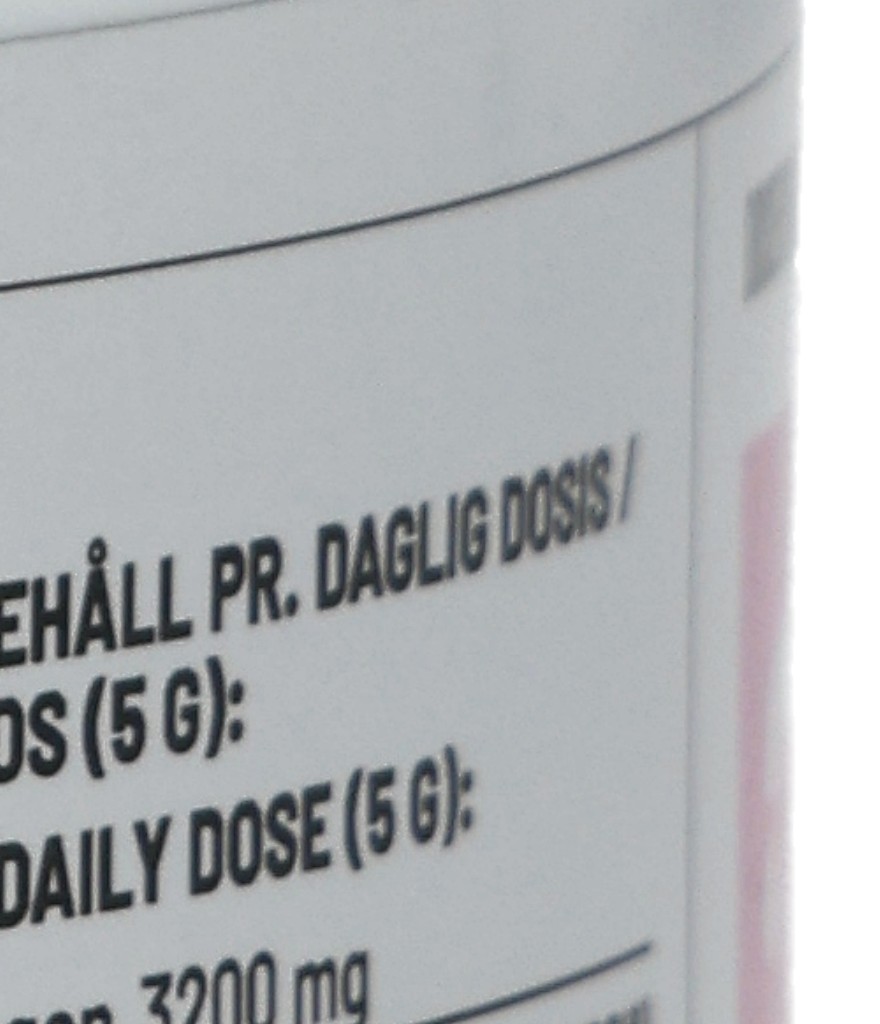 EHÅLL PR. DAGLIG DOSIS /
OS (5 G):
DAILY DOSE (5 G):
3200 mg